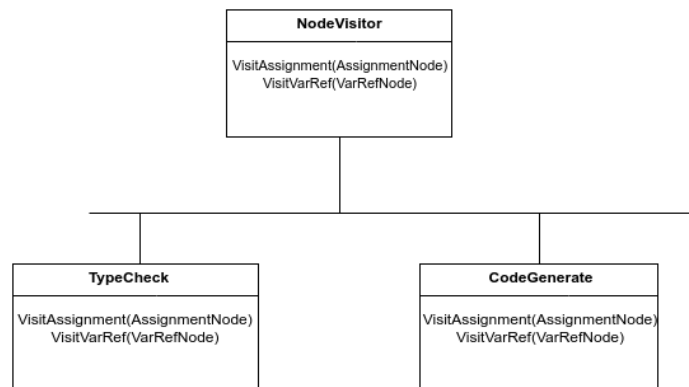 NodeVisitor
VisitAssignment(AssignmentNode)
VisitVarRef(VarRefNode)
TypeCheck
VisitAssignment(AssignmentNode)
VisitVarRef(VarRefNode)
CodeGenerate
VisitAssignment(AssignmentNode)
VisitVarRef(VarRefNode)